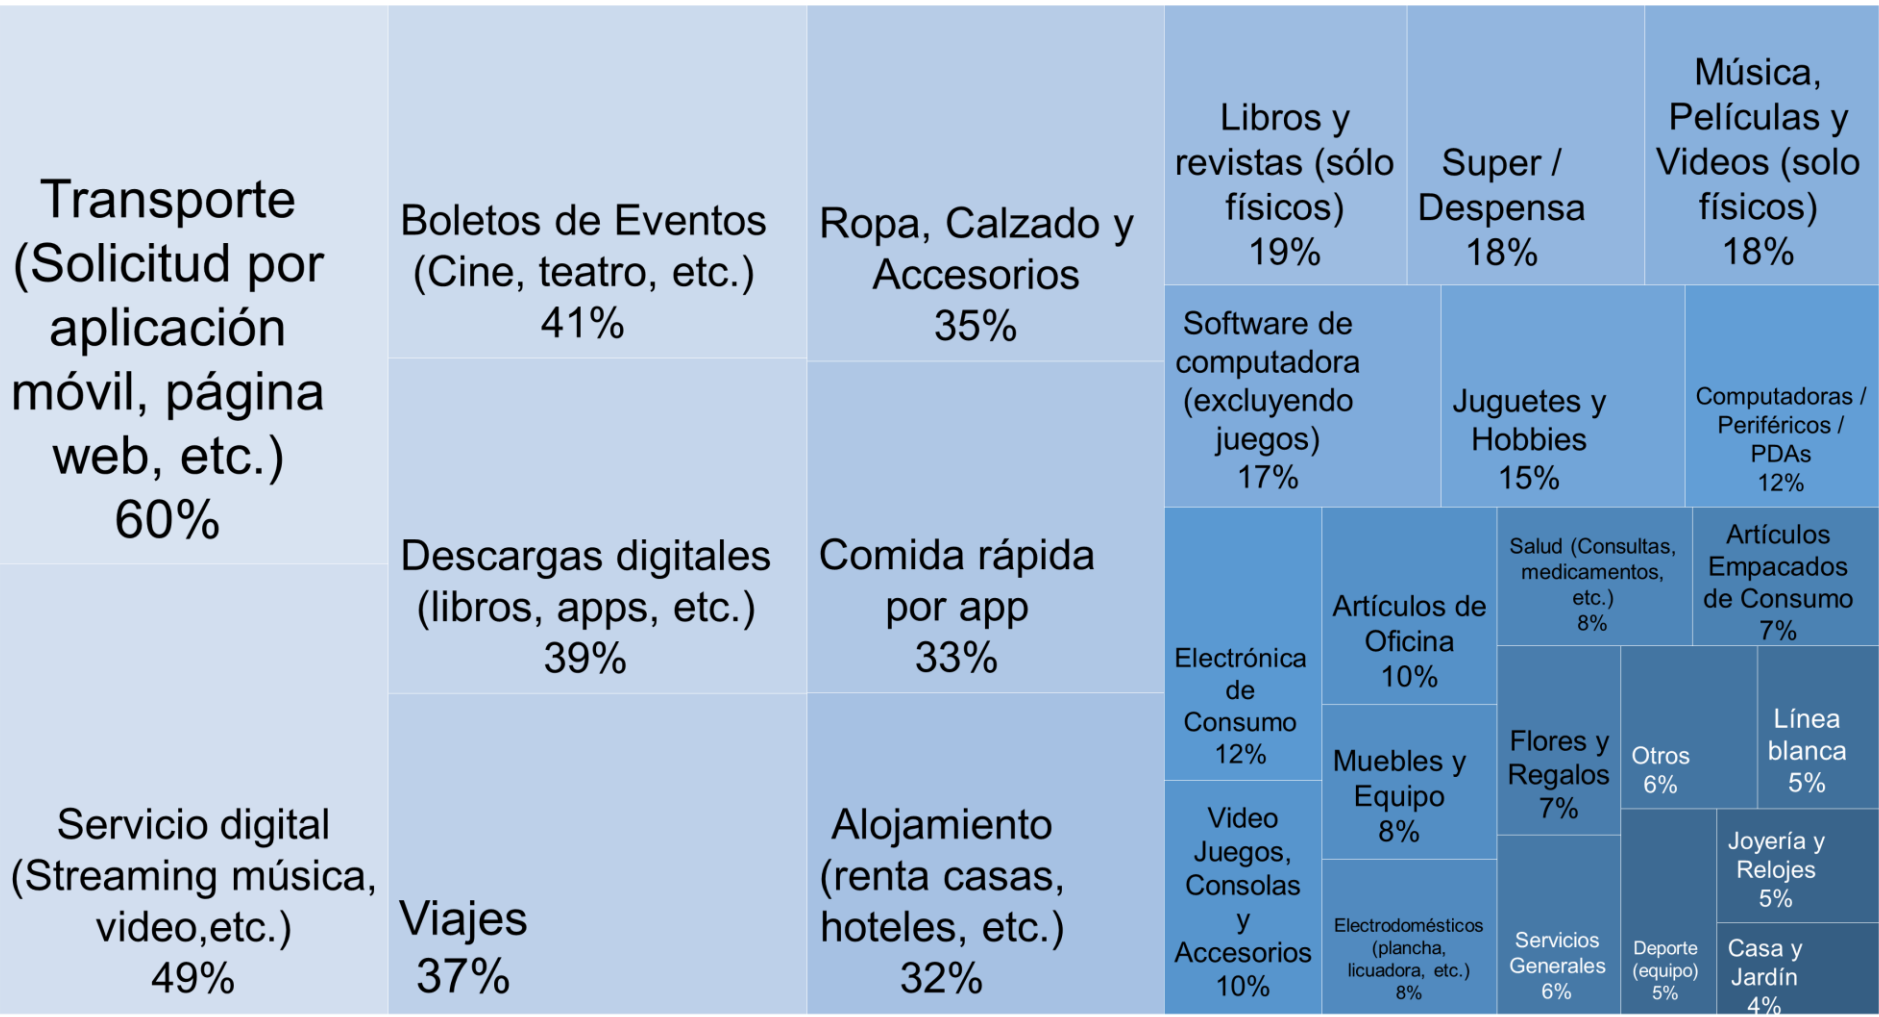 Transporte
(Solicitud por
aplicación
móvil, página
web, etc.)
60%
Servicio digital
(Streaming música,
video,etc.)
49%
Boletos de Eventos
(Cine, teatro, etc.)
41%
Descargas digitales
(libros, apps, etc.)
39%
Viajes
37%
Ropa, Calzado y
Accesorios
35%
Comida rápida
por app
33%
Alojamiento
(renta casas,
hoteles, etc.)
32%
Libros y
revistas (sólo
físicos)
19%
Super /
Despensa
18%
Música,
Películas y
Videos (solo
físicos)
18%
Software de
computadora
(excluyendo
juegos)
17%
Juguetes y
Hobbies
15%
Computadoras /
Periféricos /
PDAs
12%
Electrónica
de
Consumo
12%
Video
Juegos,
Consolas
y
Accesorios
10%
Artículos de
Oficina
10%
Muebles y
Equipo
8%
Electrodomésticos
(plancha,
licuadora, etc.)
8%
Salud (Consultas,
medicamentos,
etc.)
8%
Artículos
Empacados
de Consumo
7%
Flores y
Regalos
7%
Servicios
Generales
6%
Otros
6%
Línea
blanca
5%
Deporte
(equipo)
5%
Joyería y
Relojes
5%
Casa y
Jardín
4%